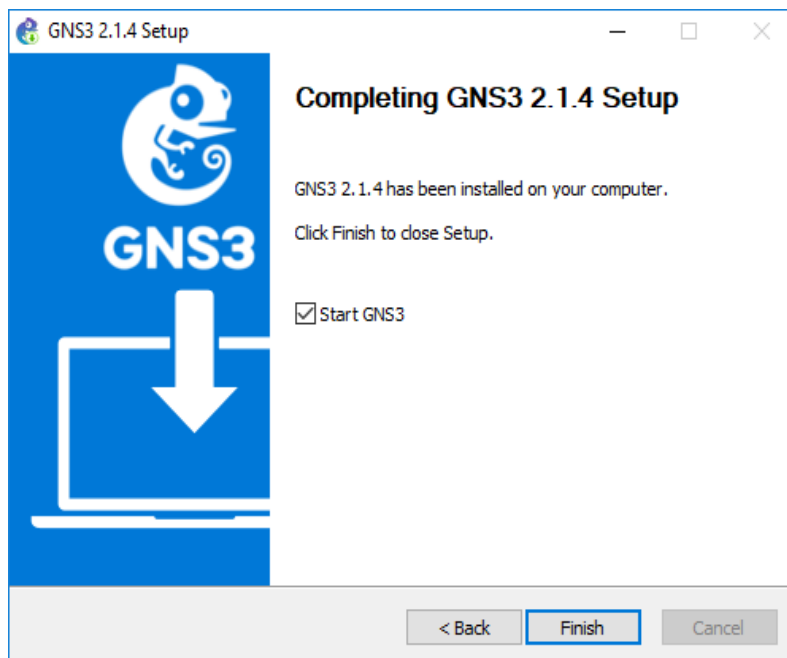 GNS3 2.1.4 Setup
Completing GNS3 2.1.4 Setup
GNS3 2.1.4 has been installed on your computer.
Click Finish to close Setup.
GNS3
Start GNS3
< Back
Finish
Cancel